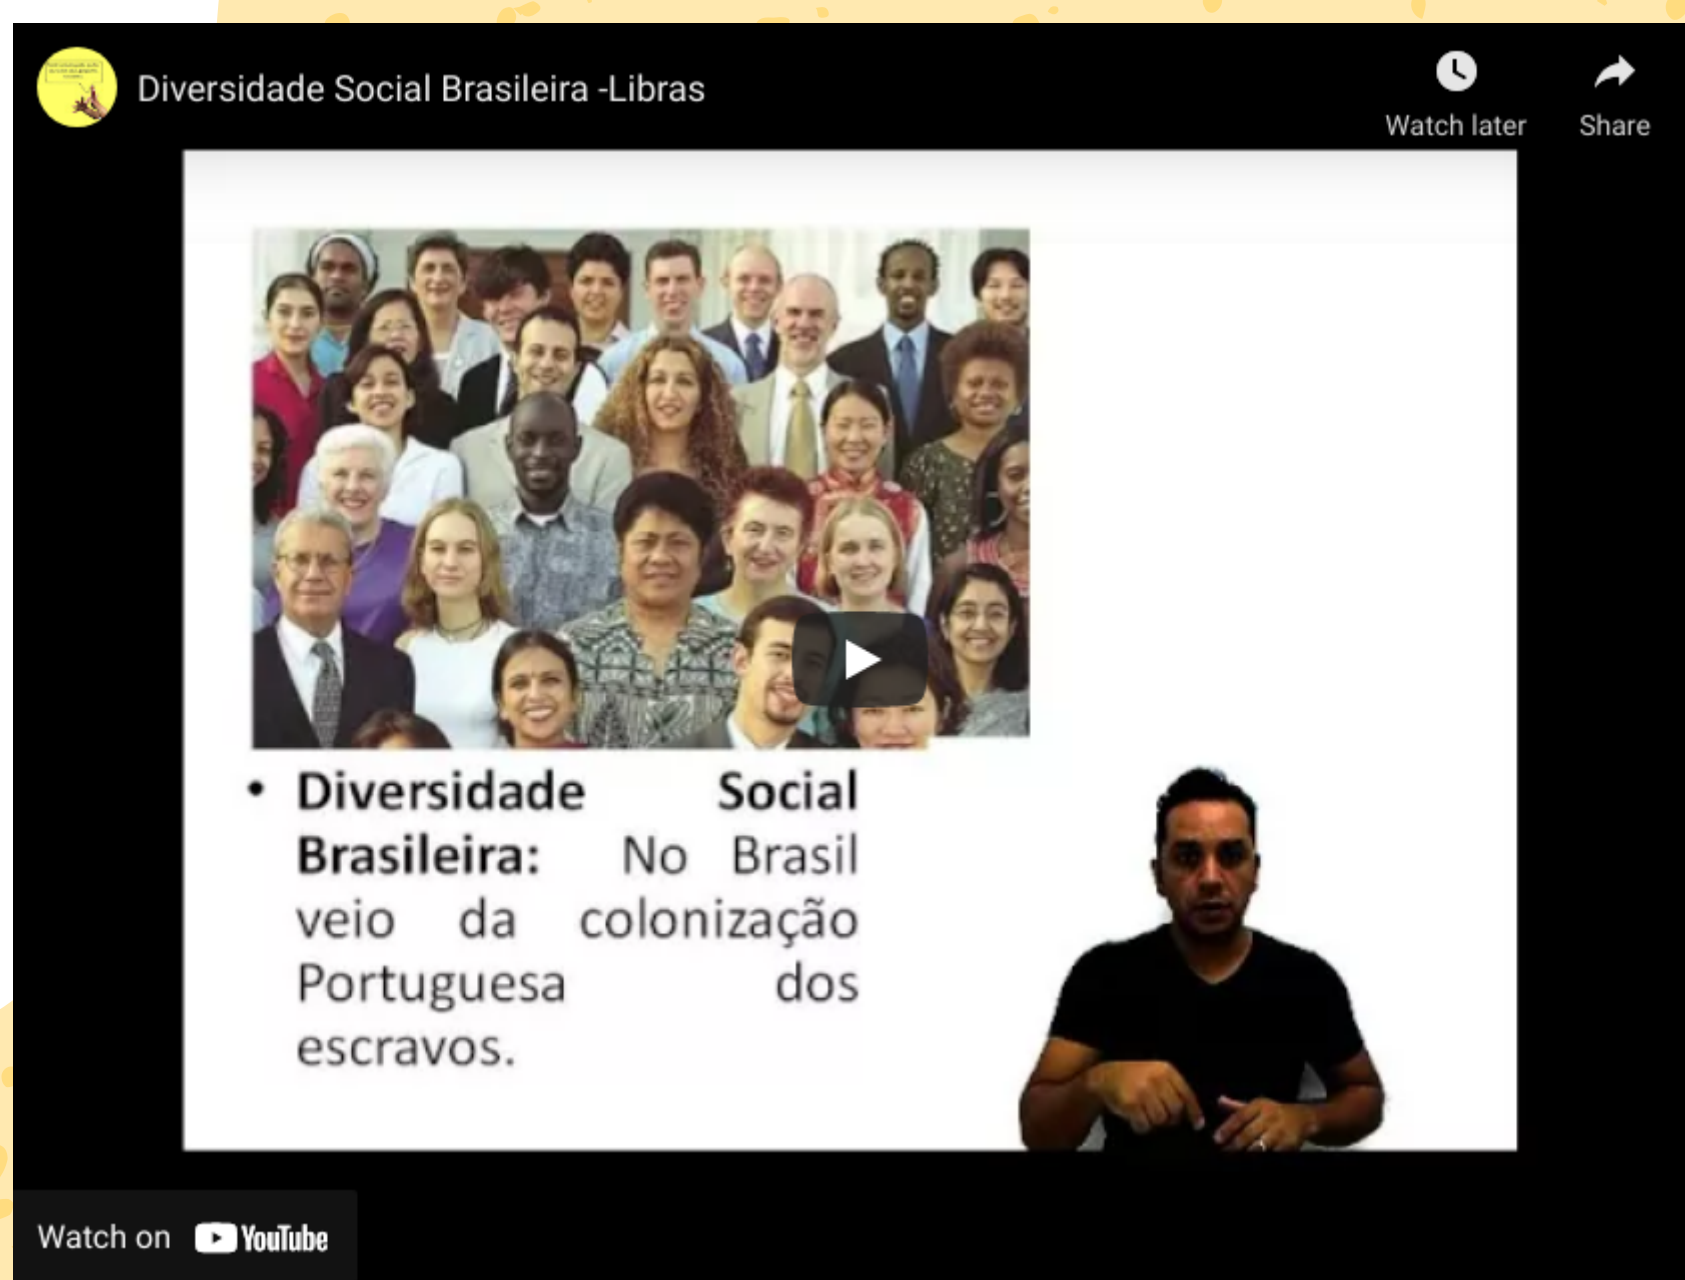 Diversidade Social Brasileira -Libras
Watch later
Share
• Diversidade Social
Brasileira: No Brasil
veio da colonização
Portuguesa dos
escravos.
Watch on YouTube